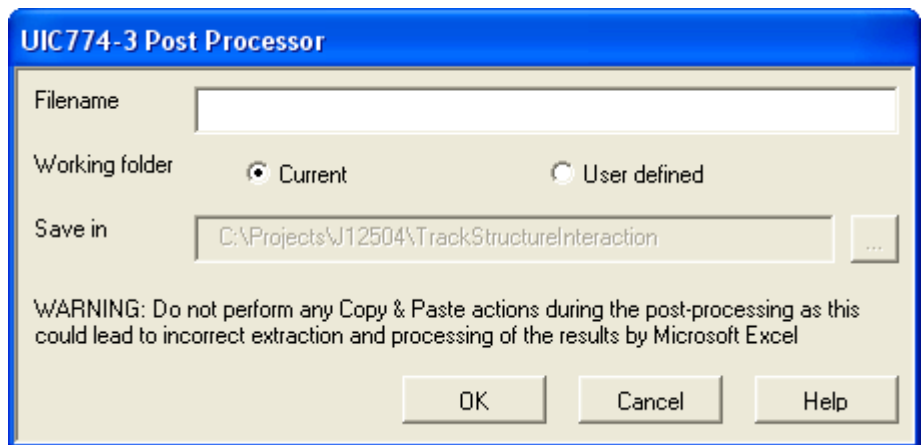 UIC774-3 Post Processor
Filename
Working folder Current User defined
Save in C:\Projects\J12504\TrackStructureInteraction ...
WARNING: Do not perform any Copy & Paste actions during the post-processing as this
could lead to incorrect extraction and processing of the results by Microsoft Excel
OK Cancel Help